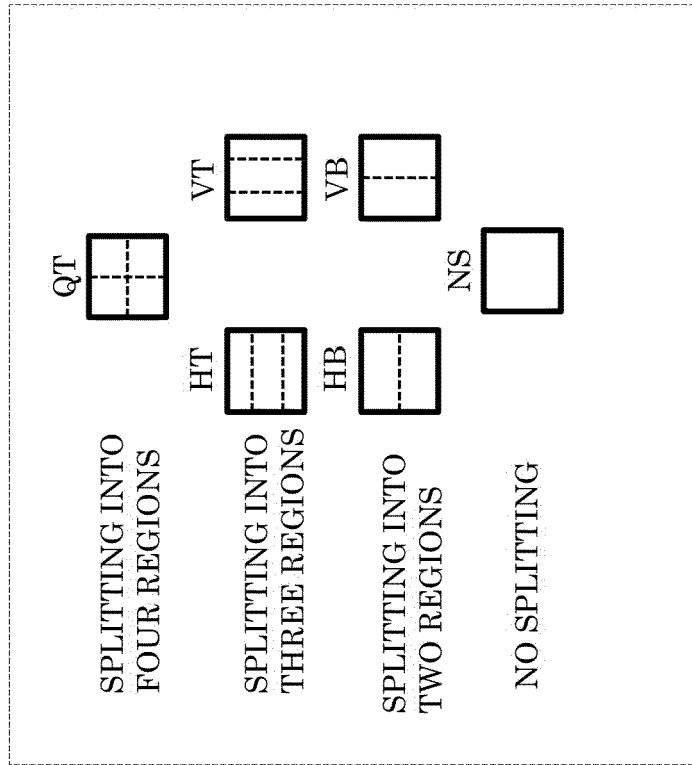 QT
SPLITTING INTO
FOUR REGIONS
HT VT
SPLITTING INTO
THREE REGIONS
HB VB
SPLITTING INTO
TWO REGIONS
NS
NO SPLITTING